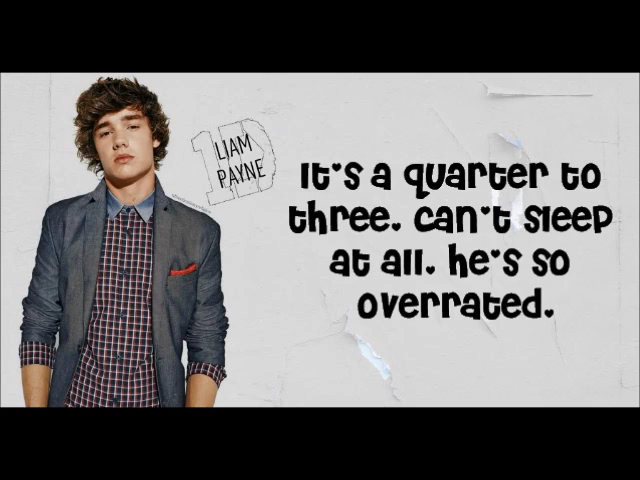 1D
LIAM
PAYNE
It's a quarter to
three. can't sleep
at all. he's so
overrated.